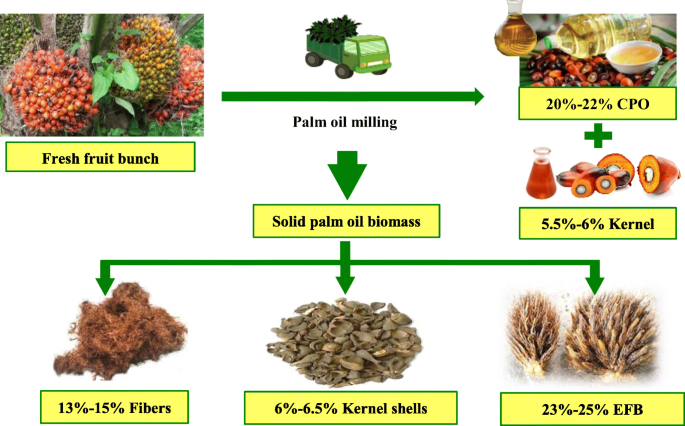 20%-22% CPO
Palm oil milling
Fresh fruit bunch
Solid palm oil biomass
5.5%-6% Kernel
13%-15% Fibers
6%-6.5% Kernel shells
23%-25% EFB